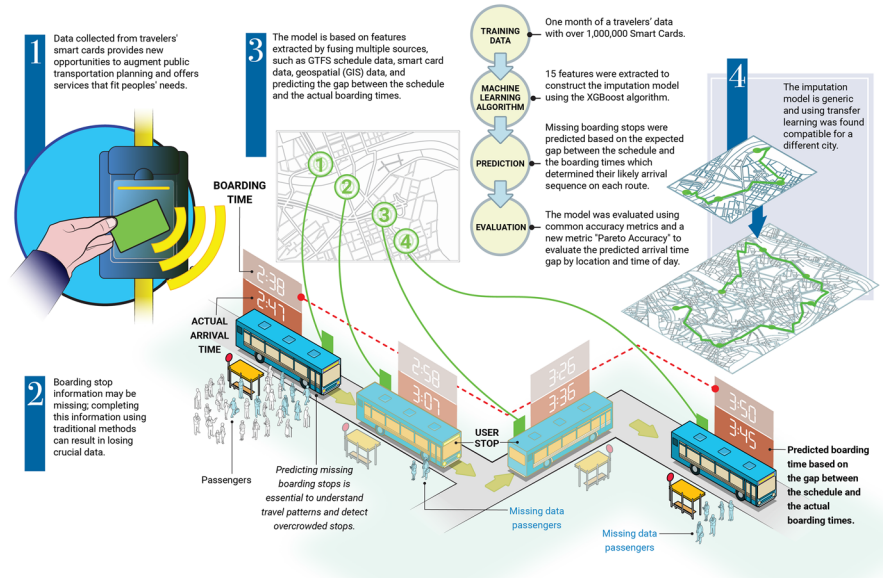 1
Data collected from travelers'
smart cards provides new
opportunities to augment public
transportation planning and offers
services that fit peoples' needs.
3
The model is based on features
extracted by fusing multiple sources,
such as GTFS schedule data, smart card
data, geospatial (GIS) data, and
predicting the gap between the schedule
and the actual boarding times.
TRAINING
DATA
One month of a travelers' data
with over 1,000,000 Smart Cards.
MACHINE
LEARNING
ALGORITHM
15 features were extracted to
construct the imputation model
using the XGBoost algorithm.
PREDICTION
Missing boarding stops were
predicted based on the expected
gap between the schedule and
the boarding times which
determined their likely arrival
sequence on each route.
EVALUATION
The model was evaluated using
common accuracy metrics and a
new metric "Pareto Accuracy" to
evaluate the predicted arrival time
gap by location and time of day.
4
The imputation
model is generic
and using transfer
learning was found
compatible for a
different city.
1
2
3
4
BOARDING
TIME
2:38
2:47
ACTUAL
ARRIVAL
TIME
2:58
3:07
3:26
3:36
3:50
3:45
USER
STOP
2
Boarding stop
information may be
missing; completing
this information using
traditional methods
can result in losing
crucial data.
Passengers
Predicting missing
boarding stops is
essential to understand
travel patterns and detect
overcrowded stops.
Missing data
passengers
Missing data
passengers
Predicted boarding
time based on
the gap between
the schedule and
the actual
boarding times.